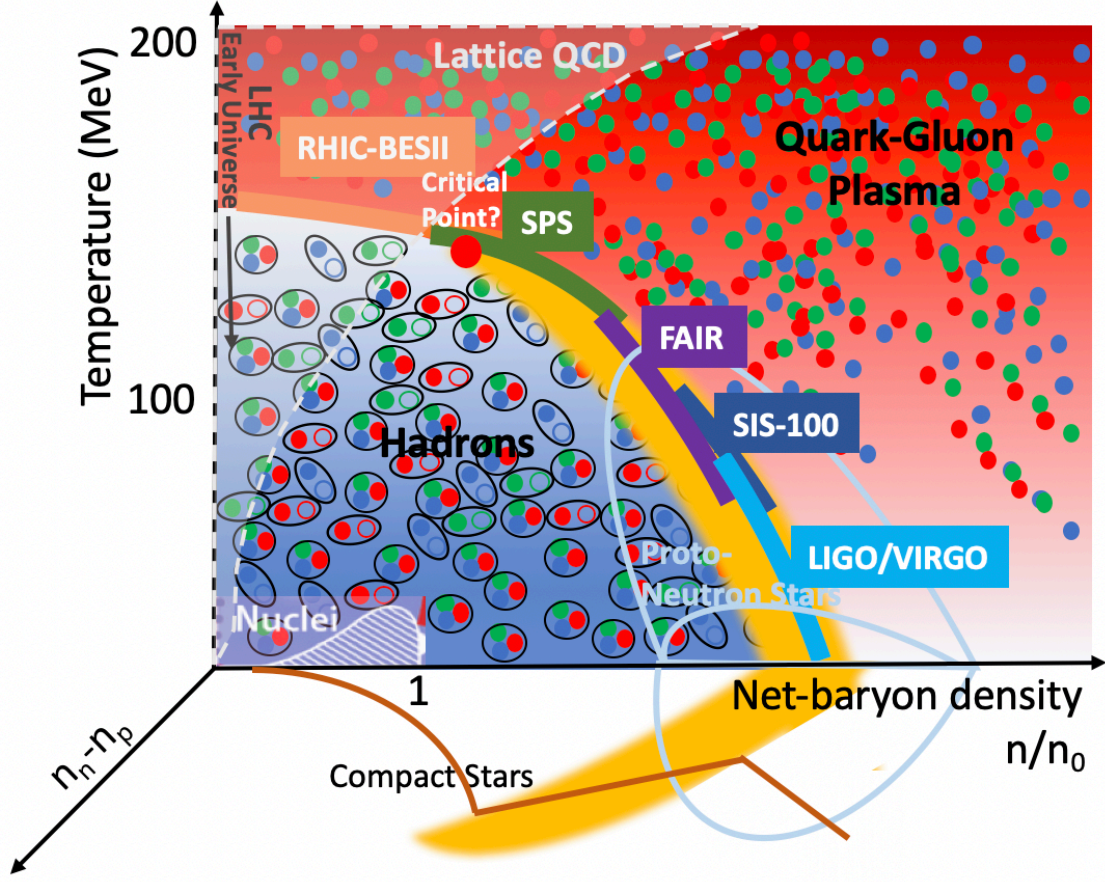 200
Temperature (MeV)
100
Early Universe
LHC
Lattice QCD
RHIC-BESII
Critical
Point?
SPS
Quark-Gluon
Plasma
FAIR
SIS-100
Hadrons
LIGO/VIRGO
Proto-
Neutron Stars
Nuclei
1
Net-baryon density
n/n₀
nₙ-nₚ
Compact Stars